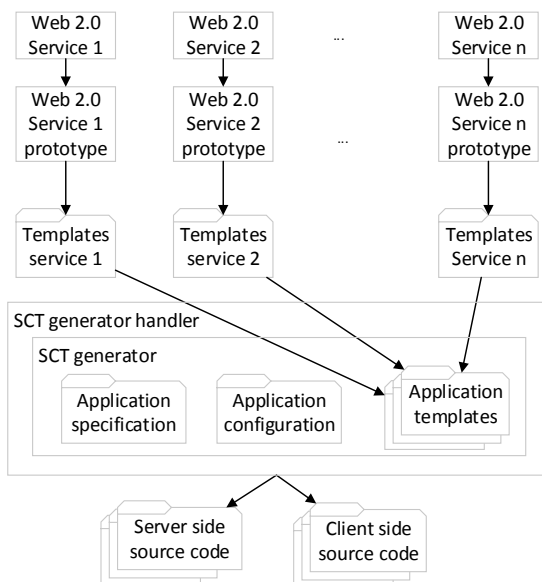 Web 2.0
Service 1
Web 2.0
Service 2
...
Web 2.0
Service n
Web 2.0
Service 1
prototype
Web 2.0
Service 2
prototype
...
Web 2.0
Service n
prototype
Templates
service 1
Templates
service 2
Templates
Service n
SCT generator handler
SCT generator
Application
specification
Application
configuration
Application
templates
Server side
source code
Client side
source code